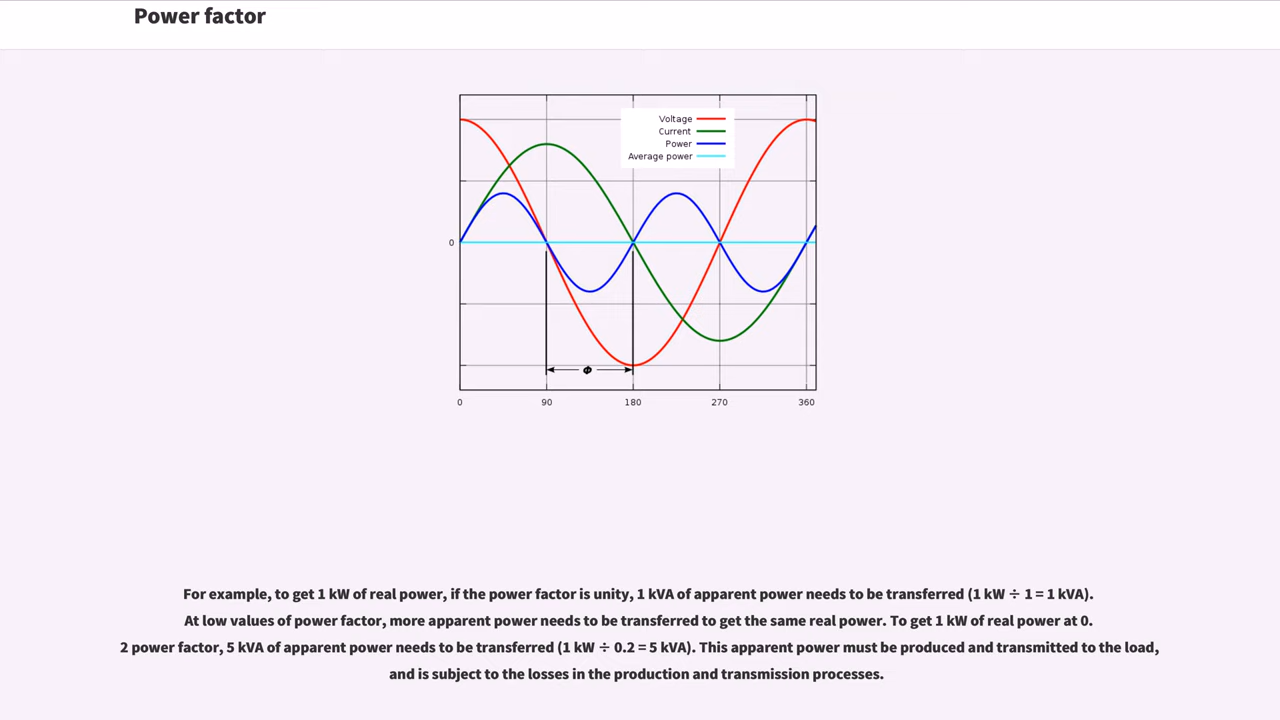 Power factor
Voltage
Current
Power
Average power
0
ϕ
0 90 180 270 360
For example, to get 1 kW of real power, if the power factor is unity, 1 kVA of apparent power needs to be transferred (1 kW ÷ 1 = 1 kVA).
At low values of power factor, more apparent power needs to be transferred to get the same real power. To get 1 kW of real power at 0.
2 power factor, 5 kVA of apparent power needs to be transferred (1 kW ÷ 0.2 = 5 kVA). This apparent power must be produced and transmitted to the load,
and is subject to the losses in the production and transmission processes.